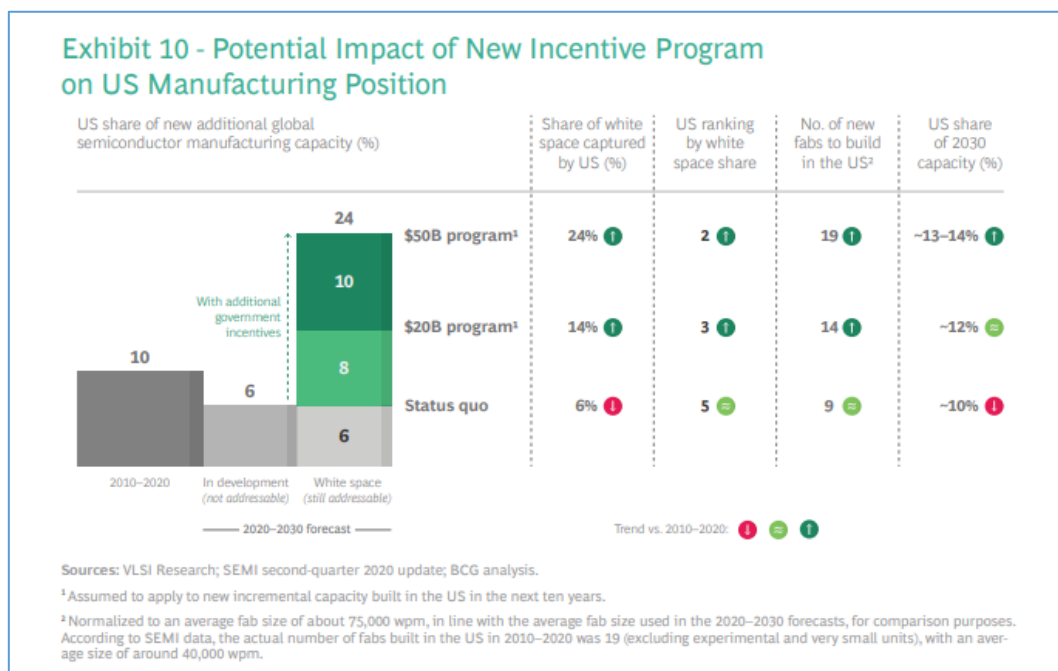 Exhibit 10 - Potential Impact of New Incentive Program
on US Manufacturing Position
US share of new additional global
semiconductor manufacturing capacity (%)
Share of white
space captured
by US (%)
US ranking
by white
space share
No. of new
fabs to build
in the US²
US share
of 2030
capacity (%)
24
$50B program¹ 24% ↑ 2 ↑ 19 ↑ ~13–14% ↑
10
With additional
government
incentives
$20B program¹ 14% ↑ 3 ↑ 14 ↑ ~12% ≈
8
10
6
Status quo 6% ↓ 5 ≈ 9 ≈ ~10% ↓
6
2010–2020
In development
(not addressable)
White space
(still addressable)
2020–2030 forecast
Trend vs. 2010–2020: ↓ ≈ ↑
Sources: VLSI Research; SEMI second-quarter 2020 update; BCG analysis.
¹ Assumed to apply to new incremental capacity built in the US in the next ten years.
² Normalized to an average fab size of about 75,000 wpm, in line with the average fab size used in the 2020–2030 forecasts, for comparison purposes.
According to SEMI data, the actual number of fabs built in the US in 2010–2020 was 19 (excluding experimental and very small units), with an aver-
age size of around 40,000 wpm.